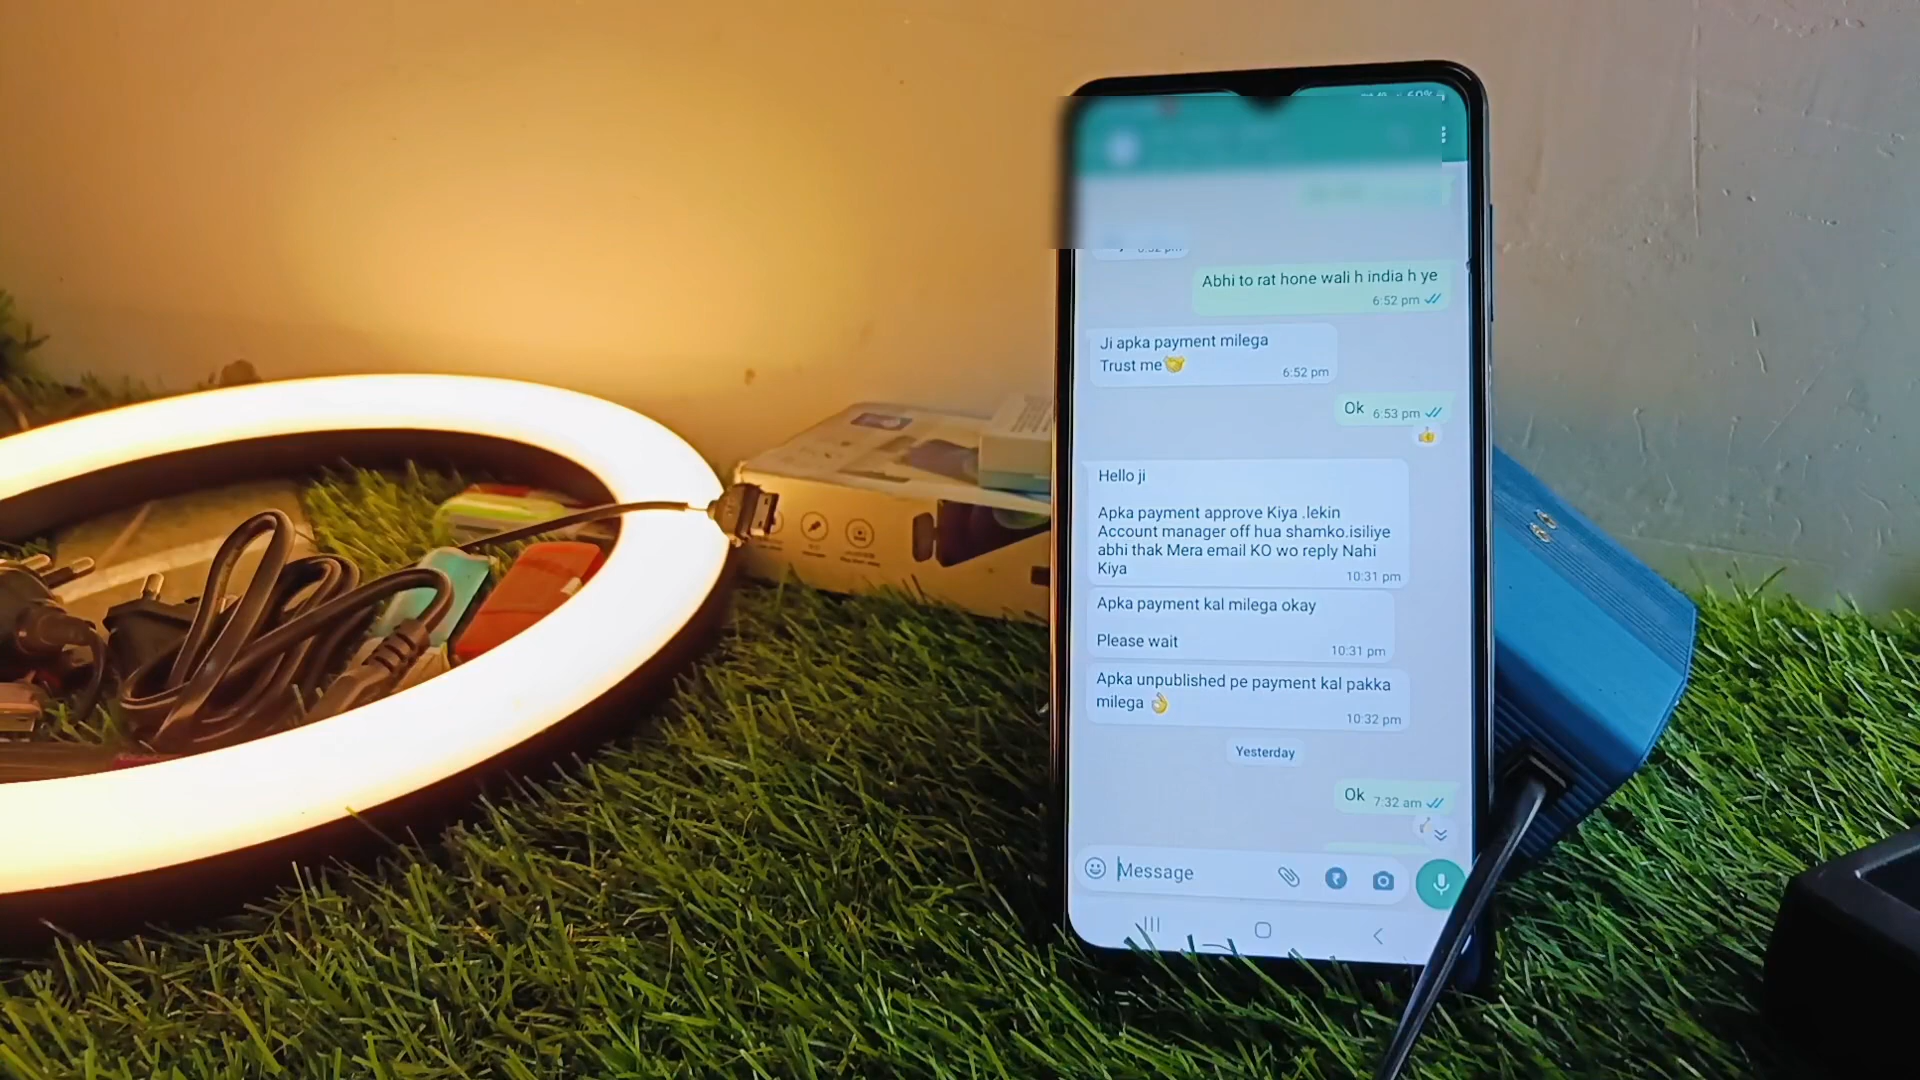 60%
Abhi to rat hone wali h india h ye
6:52 pm
Ji apka payment milega
Trust me🤝
6:52 pm
Ok 6:53 pm
👍
Hello ji
Apka payment approve Kiya .lekin
Account manager off hua shamko.isiliye
abhi thak Mera email KO wo reply Nahi
Kiya
10:31 pm
Apka payment kal milega okay
Please wait
10:31 pm
Apka unpublished pe payment kal pakka
milega 👌
10:32 pm
Yesterday
Ok 7:32 am
Message